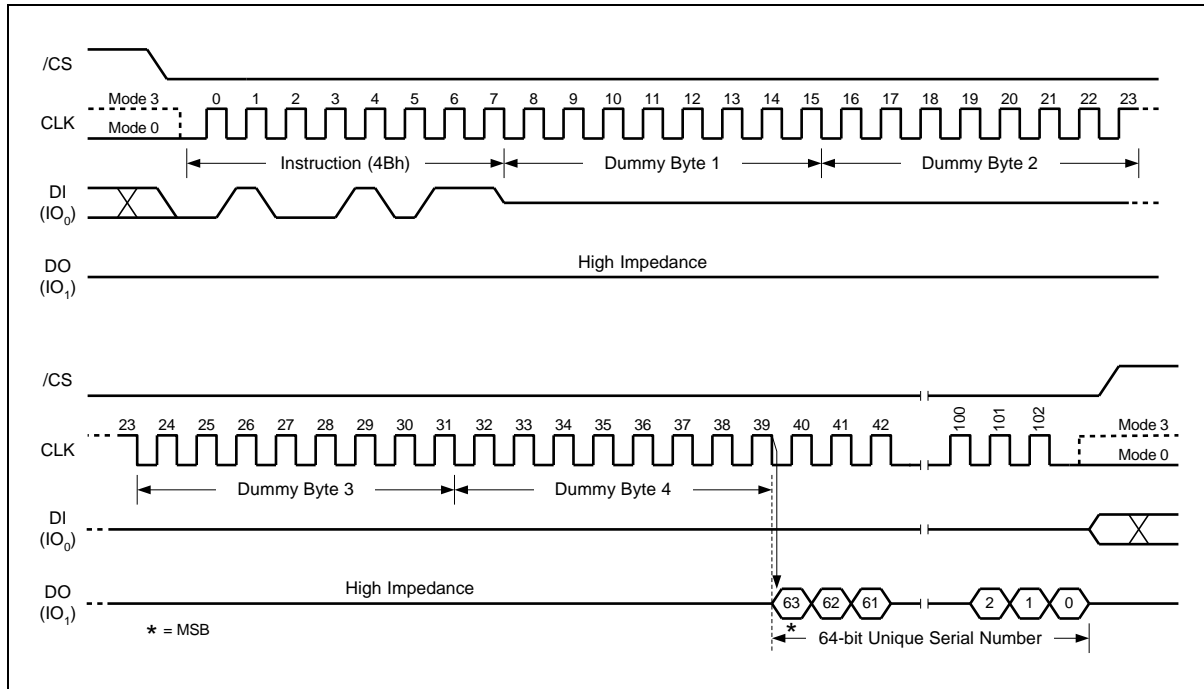 /CS
Mode 3
0 1 2 3 4 5 6 7 8 9 10 11 12 13 14 15 16 17 18 19 20 21 22 23
CLK
Mode 0
Instruction (4Bh) Dummy Byte 1 Dummy Byte 2
DI
(IO0)
High Impedance
DO
(IO1)
/CS
23 24 25 26 27 28 29 30 31 32 33 34 35 36 37 38 39 40 41 42 100 101 102
Mode 3
CLK
Mode 0
Dummy Byte 3 Dummy Byte 4
DI
(IO0)
High Impedance
DO
(IO1)
63 62 61 2 1 0
* = MSB
* 64-bit Unique Serial Number